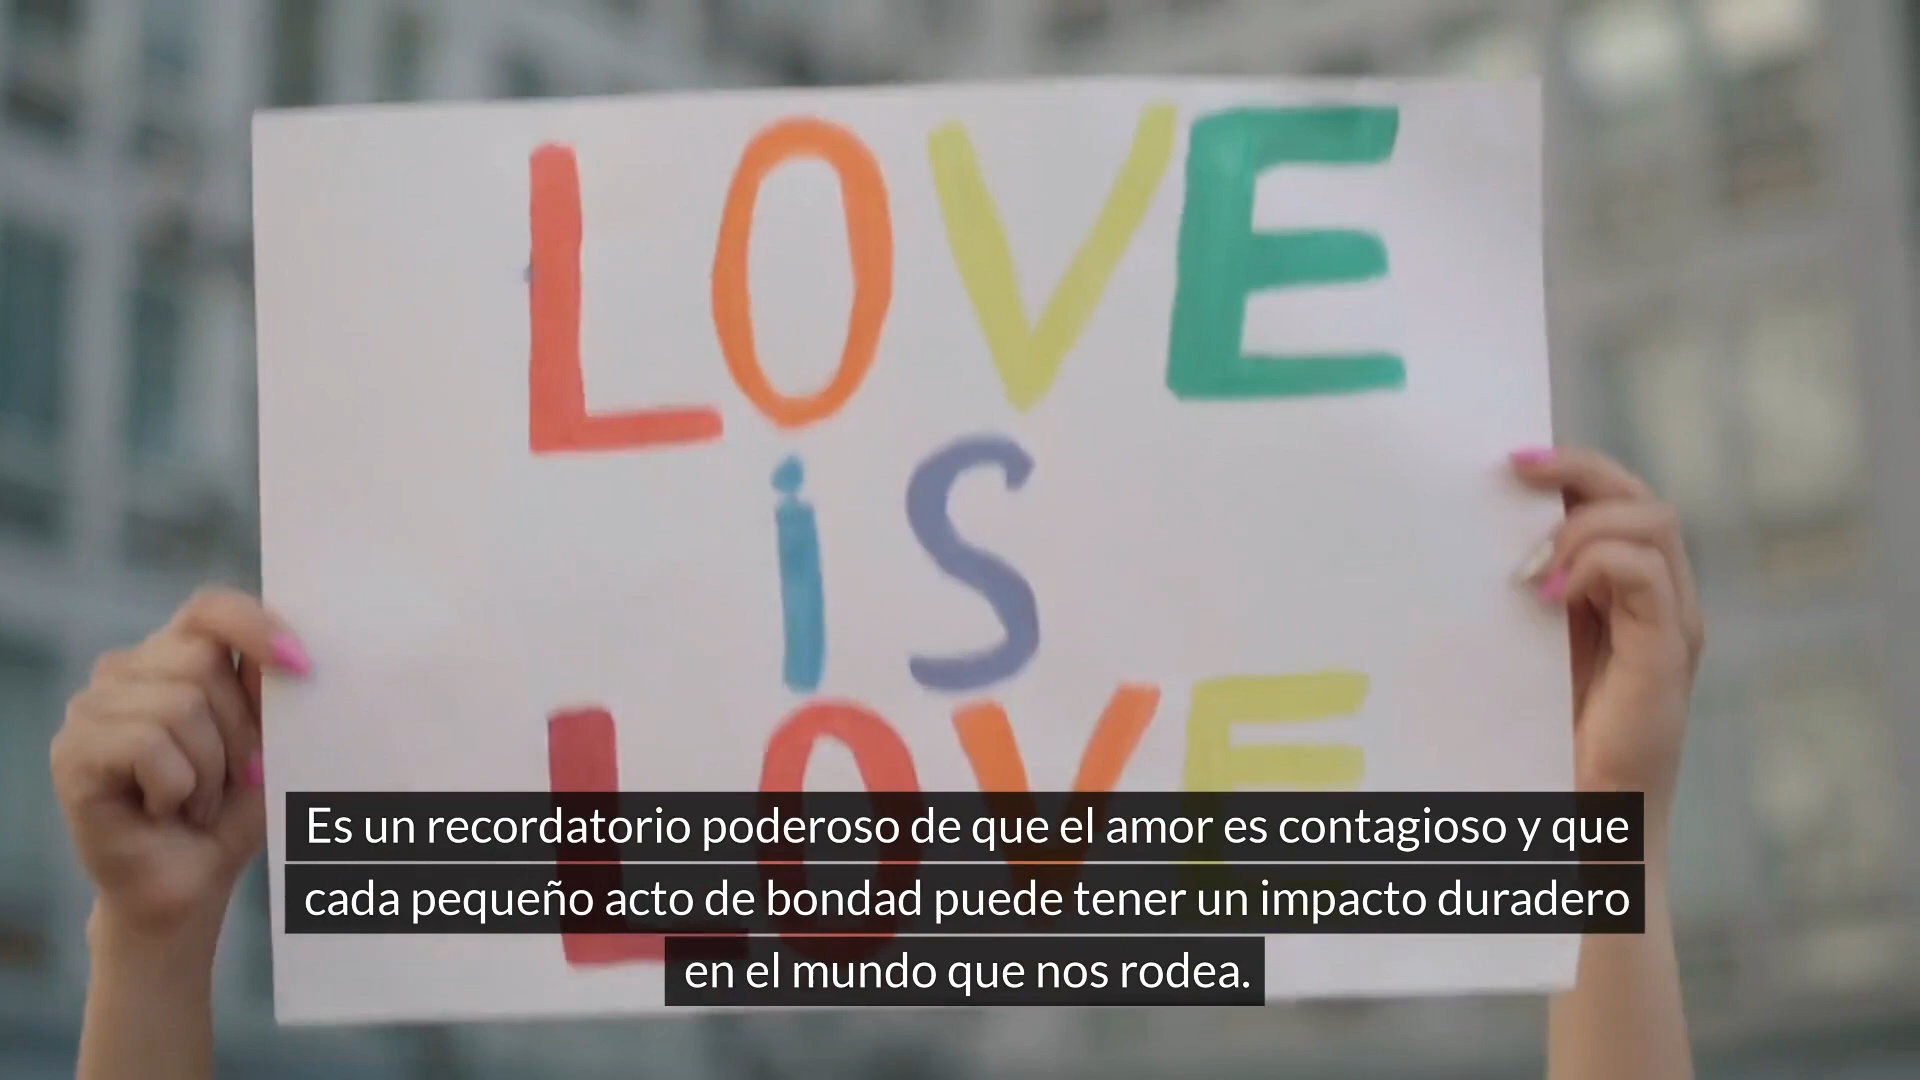 LOVE
iS
LOVE
Es un recordatorio poderoso de que el amor es contagioso y que
cada pequeño acto de bondad puede tener un impacto duradero
en el mundo que nos rodea.